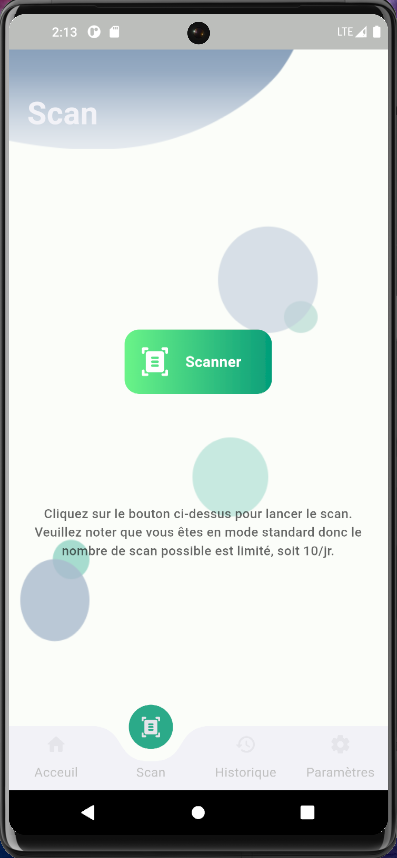 2:13
LTE
Scan
Scanner
Cliquez sur le bouton ci-dessus pour lancer le scan.
Veuillez noter que vous êtes en mode standard donc le
nombre de scan possible est limité, soit 10/jr.
Acceuil
Scan
Historique
Paramètres